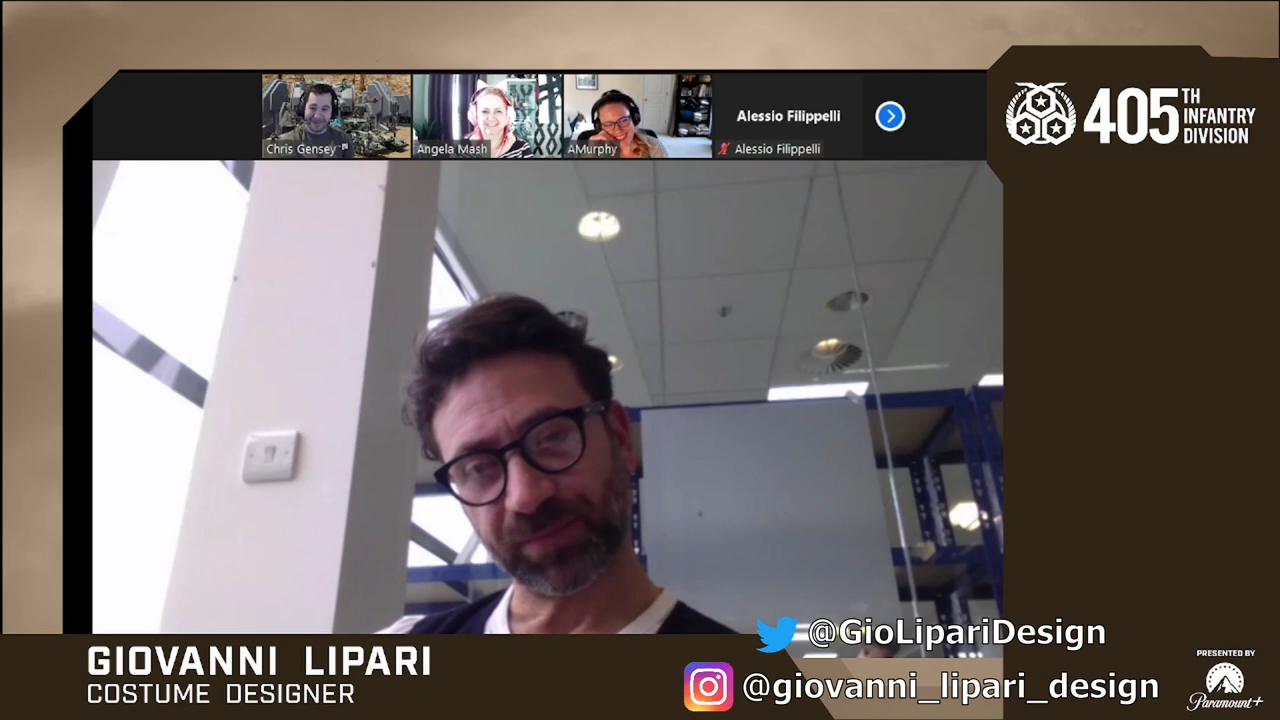 Chris Gensey
Angela Mash
AMurphy
Alessio Filippelli
Alessio Filippelli
405TH
INFANTRY
DIVISION
@GioLipariDesign
GIOVANNI LIPARI
COSTUME DESIGNER
@giovanni_lipari_design
PRESENTED BY
Paramount+